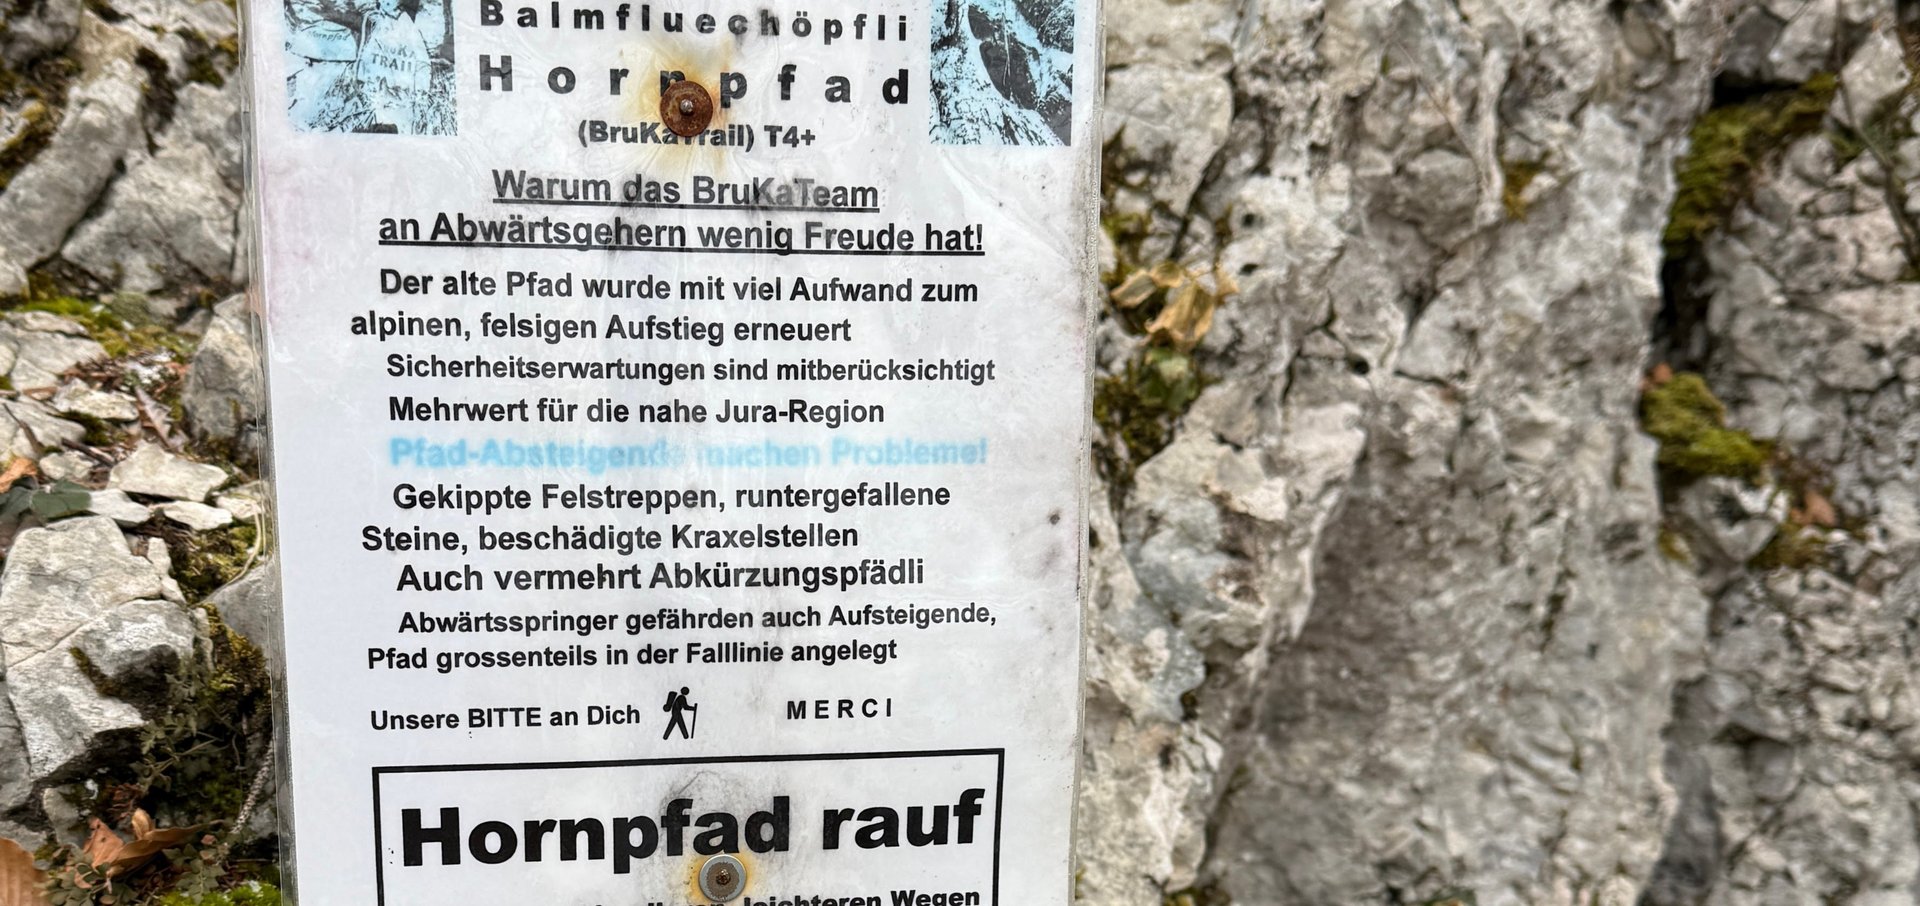 TRAIL
Balmfluechöpfli
Hornpfad
(BruKaTrail) T4+
Warum das BruKaTeam
an Abwärtsgehern wenig Freude hat!
Der alte Pfad wurde mit viel Aufwand zum
alpinen, felsigen Aufstieg erneuert
Sicherheitserwartungen sind mitberücksichtigt
Mehrwert für die nahe Jura-Region
Pfad-Absteigende machen Probleme!
Gekippte Felstreppen, runtergefallene
Steine, beschädigte Kraxelstellen
Auch vermehrt Abkürzungspfädli
Abwärtsspringer gefährden auch Aufsteigende,
Pfad grossenteils in der Falllinie angelegt
Unsere BITTE an Dich MERCI
Hornpfad rauf
leichteren Wegen